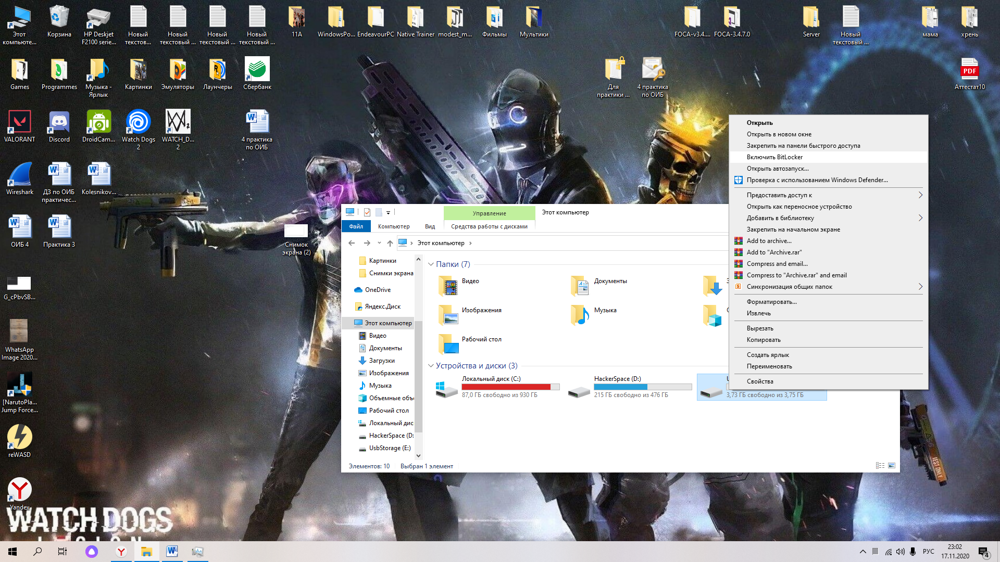 Этот
компьюте...
Корзина
HP Deskjet
F2100 serie...
Новый
текстов...
Новый
текстовый ...
Новый
текстовый ...
Новый
текстовый ...
11А
WindowsPo...
EndeavourPC
Native Trainer
modest_m...
Фильмы
Мультики
FOCA-v3.4....
FOCA-3.4.7.0
Server
Новый
текстовый ...
мама
хрень
Games
Programmes
Музыка -
Ярлык
Картинки
Эмуляторы
Лаунчеры
Сбербанк
Для
практики ...
4 практика
по ОИБ
PDF
Аттестат10
VALORANT
Discord
DroidCam...
Watch Dogs
2
WATCH_D...
2
4 практика
по ОИБ
Wireshark
ДЗ по ОИБ
практичес...
Kolesnikov...
ОИБ 4
Практика 3
Снимок
экрана (2)
G_cPbvSB...
WhatsApp
Image 2020...
[NarutoPla...
Jump Force...
reWASD
Yandex
WATCH DOGS
LEGION
TEST ONLY
Управление
Этот компьютер
Файл
Компьютер
Вид
Средства работы с дисками
Этот компьютер
Картинки
Снимки экрана
OneDrive
Яндекс.Диск
Этот компьютер
Видео
Документы
Загрузки
Изображения
Музыка
Объемные объ
Рабочий стол
Локальный дис
HackerSpace (D:
UsbStorage (E:)
Папки (7)
Видео
Документы
З
Изображения
Музыка
Рабочий стол
Устройства и диски (3)
Локальный диск (C:)
87,0 ГБ свободно из 930 ГБ
HackerSpace (D:)
215 ГБ свободно из 476 ГБ
U
3,73 ГБ свободно из 3,75 ГБ
Элементов: 10
Выбран 1 элемент
Открыть
Открыть в новом окне
Закрепить на панели быстрого доступа
Включить BitLocker
Открыть автозапуск...
Проверка с использованием Windows Defender...
Предоставить доступ к
Открыть как переносное устройство
Добавить в библиотеку
Закрепить на начальном экране
Add to archive...
Add to "Archive.rar"
Compress and email...
Compress to "Archive.rar" and email
Синхронизация общих папок
Форматировать...
Извлечь
Вырезать
Копировать
Создать ярлык
Переименовать
Свойства
РУС
23:02
17.11.2020
4